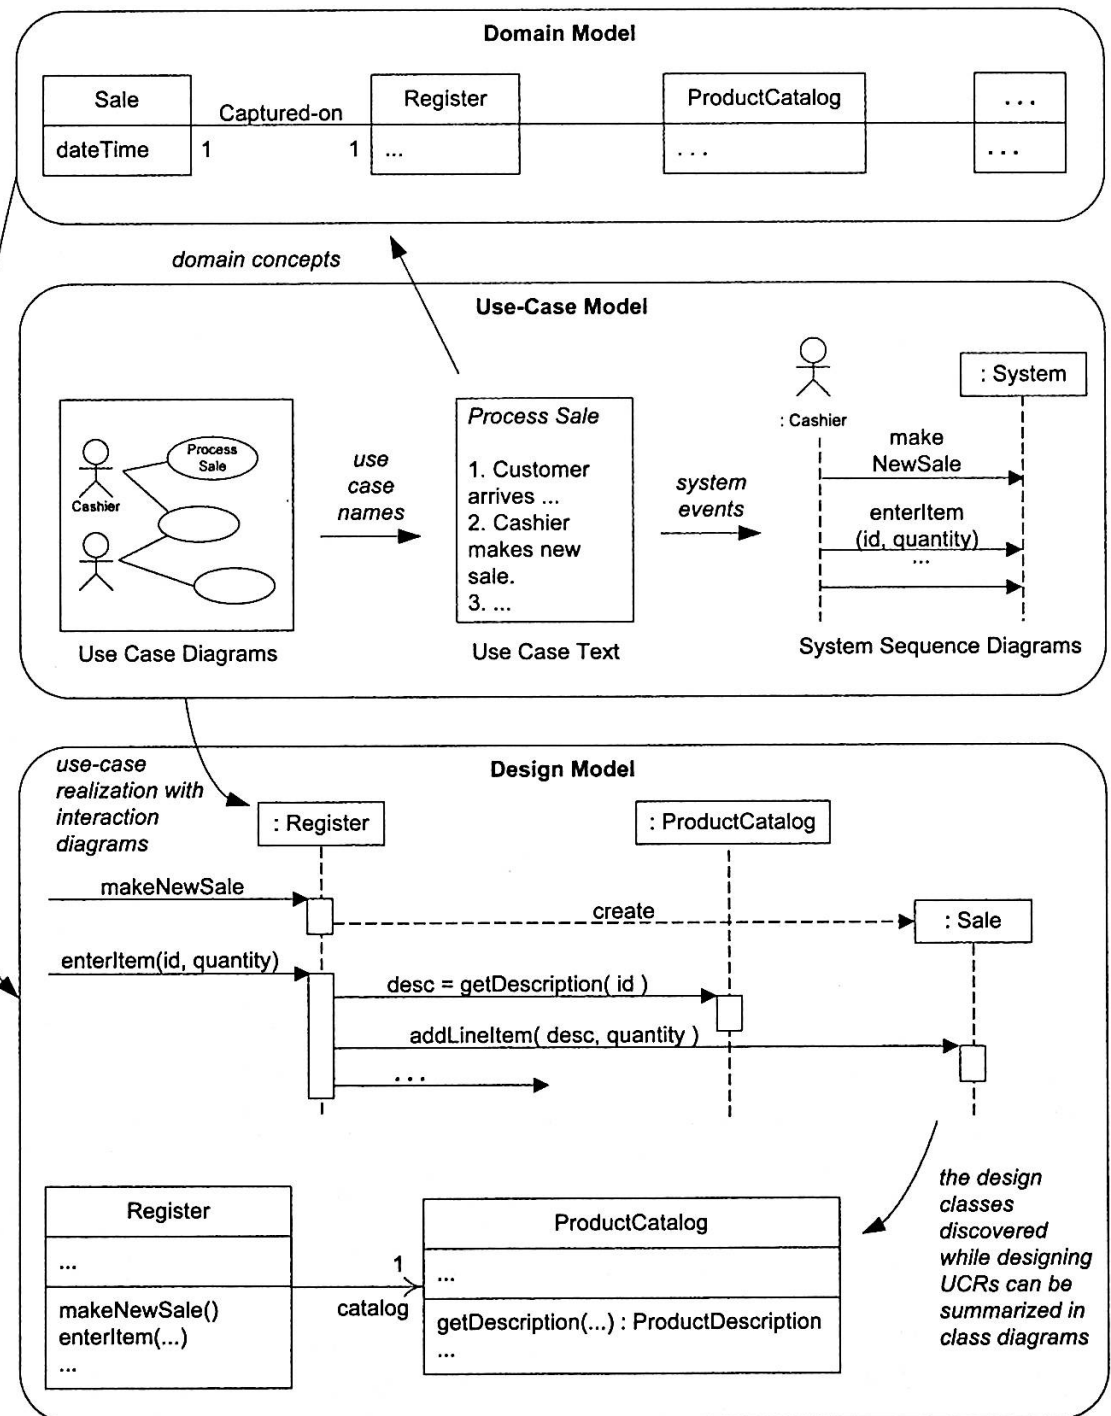 Domain Model
Sale
Captured-on
Register
ProductCatalog
...
dateTime
1
1
...
...
...
domain concepts
Use-Case Model
Cashier
Process
Sale
Use Case Diagrams
use
case
names
Process Sale
1. Customer
arrives ...
2. Cashier
makes new
sale.
3. ...
Use Case Text
system
events
: Cashier
: System
make
NewSale
enterItem
(id, quantity)
...
System Sequence Diagrams
Design Model
use-case
realization with
interaction
diagrams
: Register
: ProductCatalog
makeNewSale
create
: Sale
enterItem(id, quantity)
desc = getDescription( id )
addLineItem( desc, quantity )
...
Register
...
makeNewSale()
enterItem(...)
...
1
catalog
ProductCatalog
...
getDescription(...) : ProductDescription
...
the design
classes
discovered
while designing
UCRs can be
summarized in
class diagrams